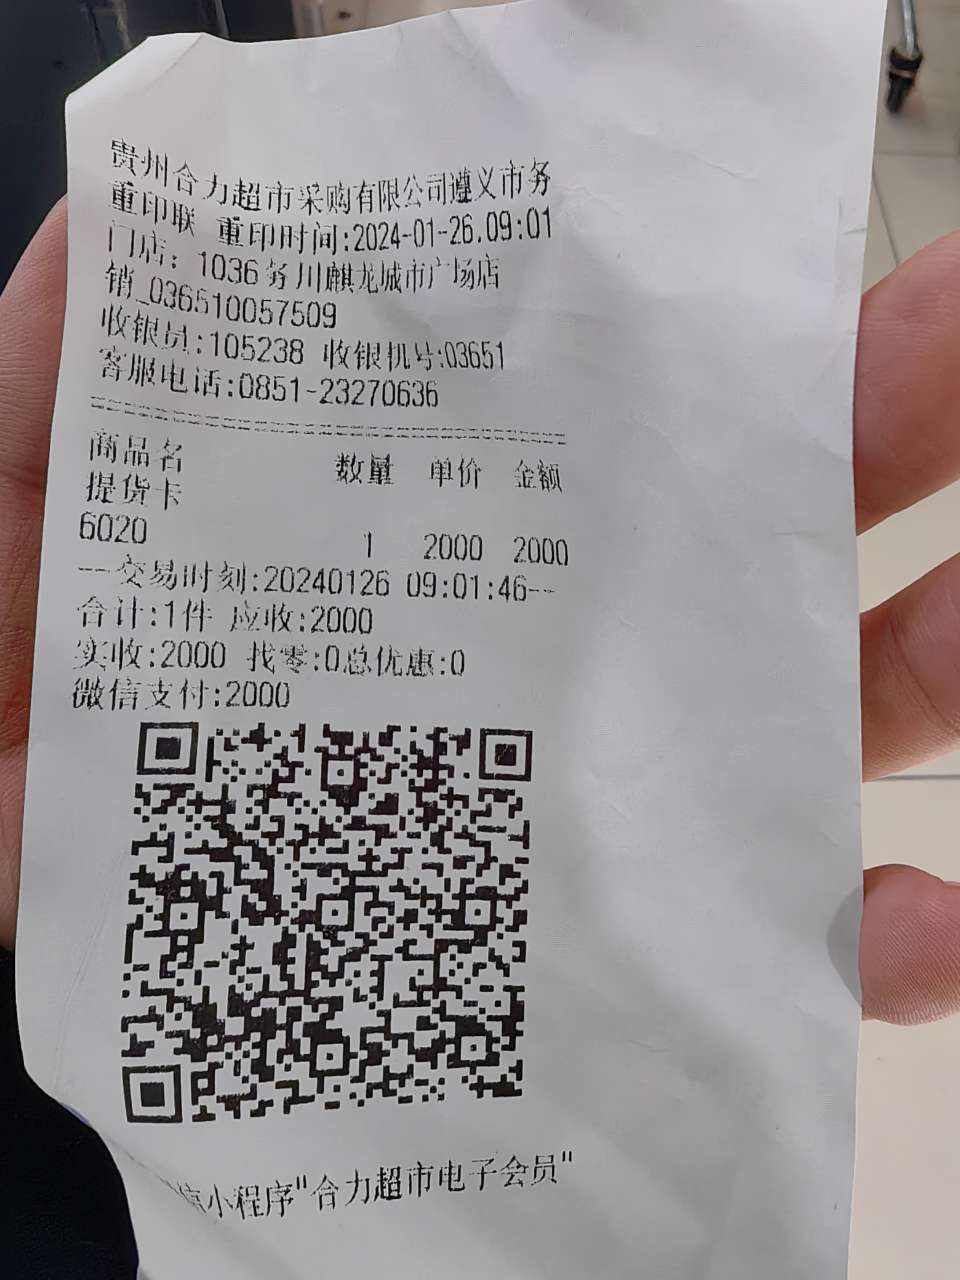 贵州合力超市采购有限公司遵义市务
重印联 重印时间:2024-01-26.09:01
门店: 1036务川麒龙城市广场店
销_036510057509
收银员:105238 收银机号:03651
客服电话:0851-23270636
商品名 数量 单价 金额
提货卡
6020 1 2000 2000
--交易时刻:20240126 09:01:46--
合计:1件 应收:2000
实收:2000 找零:0总优惠:0
微信支付:2000
信小程序"合力超市电子会员"